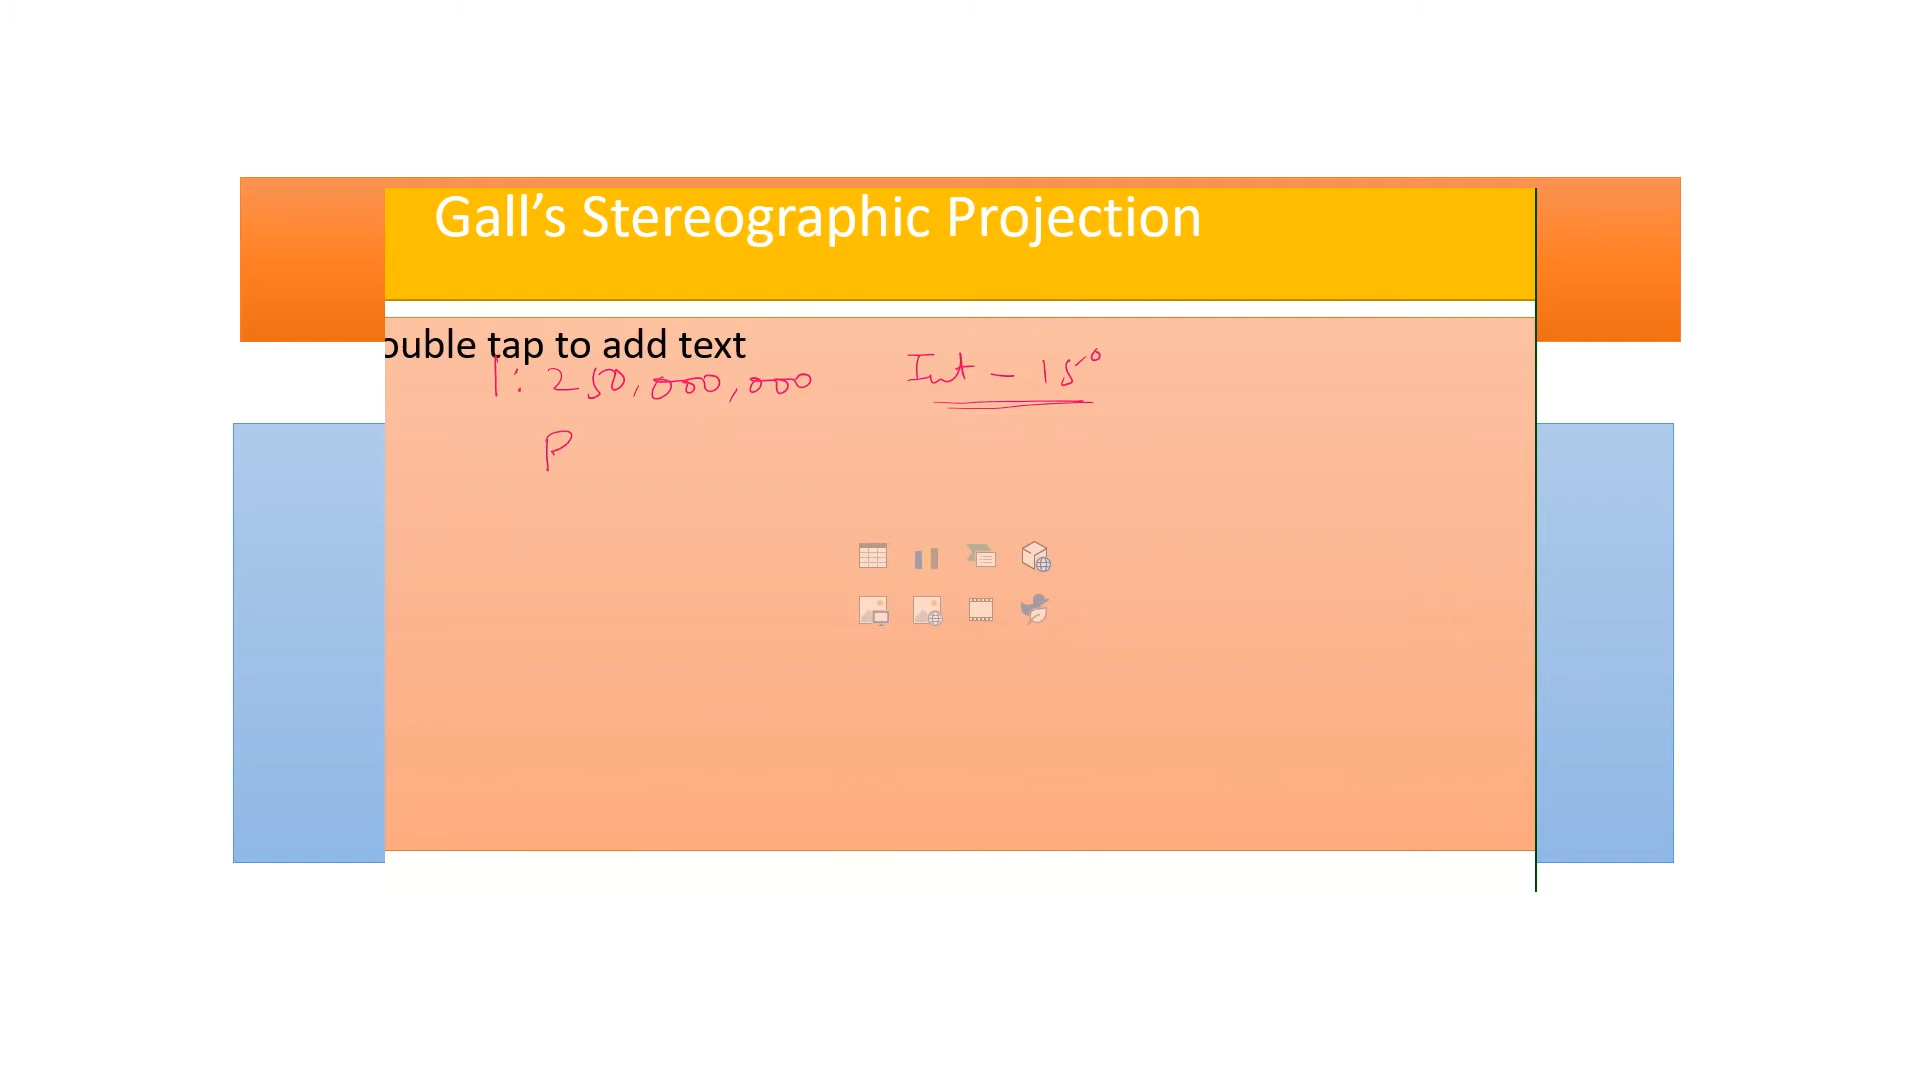 Gall’s Stereographic Projection
ouble tap to add text
1: 250,000,000 Int - 15°
P